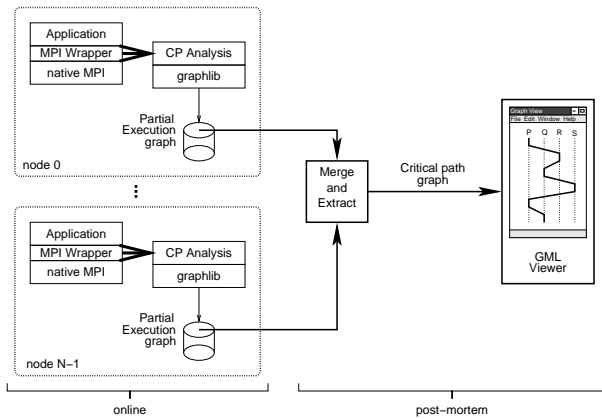 Application
MPI Wrapper
native MPI
CP Analysis
graphlib
Partial
Execution
graph
node 0
Application
MPI Wrapper
native MPI
CP Analysis
graphlib
Partial
Execution
graph
node N−1
Merge
and
Extract
Critical path
graph
Graph View
File Edit Window Help
P Q R S
GML
Viewer
online
post−mortem